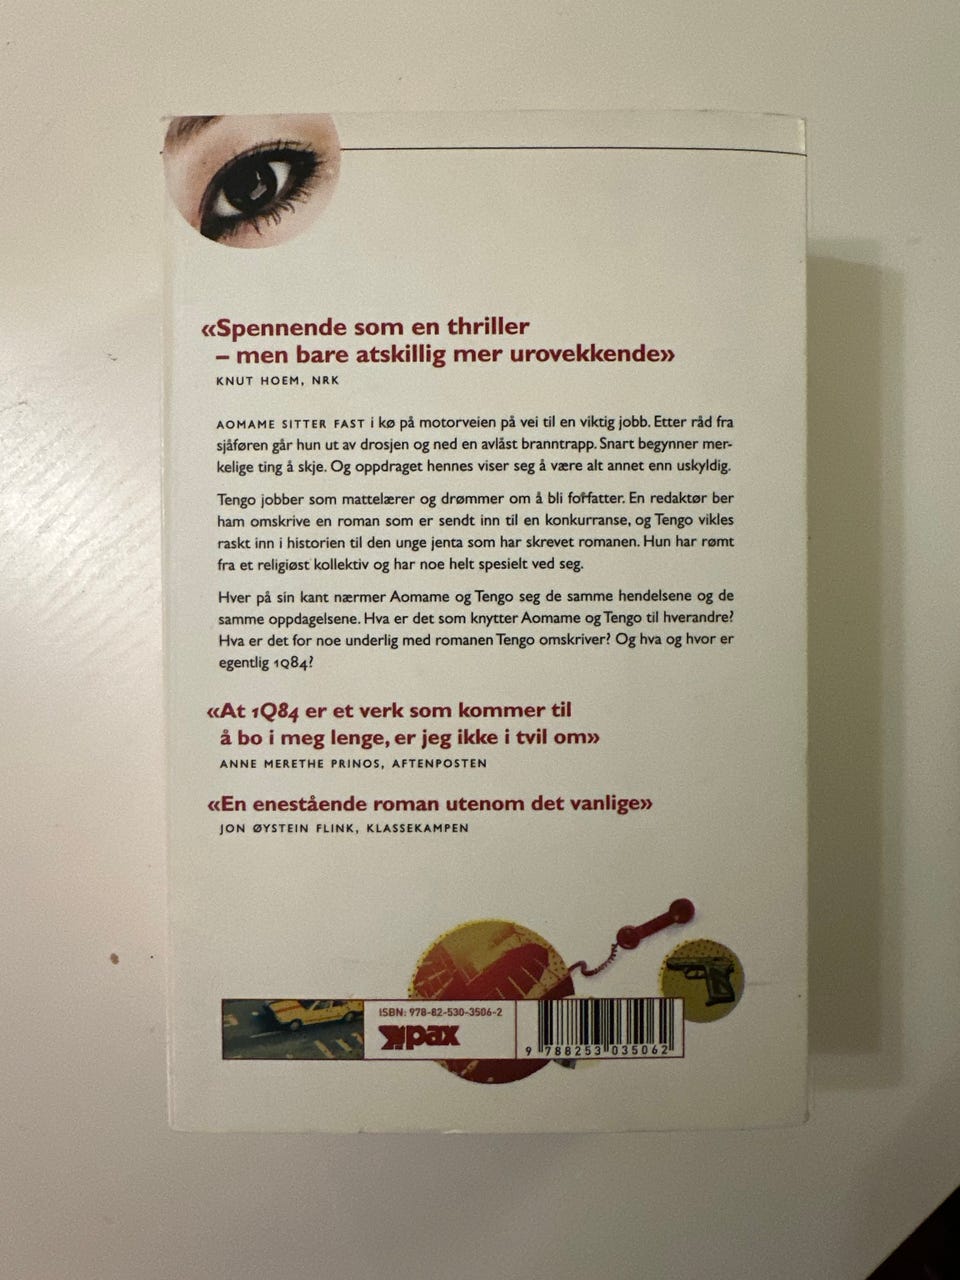 «Spennende som en thriller
– men bare atskillig mer urovekkende»
KNUT HOEM, NRK
AOMAME SITTER FAST i kø på motorveien på vei til en viktig jobb. Etter råd fra
sjåføren går hun ut av drosjen og ned en avlåst branntrapp. Snart begynner mer-
kelige ting å skje. Og oppdraget hennes viser seg å være alt annet enn uskyldig.
Tengo jobber som mattelærer og drømmer om å bli forfatter. En redaktør ber
ham omskrive en roman som er sendt inn til en konkurranse, og Tengo vikles
raskt inn i historien til den unge jenta som har skrevet romanen. Hun har rømt
fra et religiøst kollektiv og har noe helt spesielt ved seg.
Hver på sin kant nærmer Aomame og Tengo seg de samme hendelsene og de
samme oppdagelsene. Hva er det som knytter Aomame og Tengo til hverandre?
Hva er det for noe underlig med romanen Tengo omskriver? Og hva og hvor er
egentlig 1Q84?
«At 1Q84 er et verk som kommer til
å bo i meg lenge, er jeg ikke i tvil om»
ANNE MERETHE PRINOS, AFTENPOSTEN
«En enestående roman utenom det vanlige»
JON ØYSTEIN FLINK, KLASSEKAMPEN
ISBN: 978-82-530-3506-2
pax
9 788253 035062